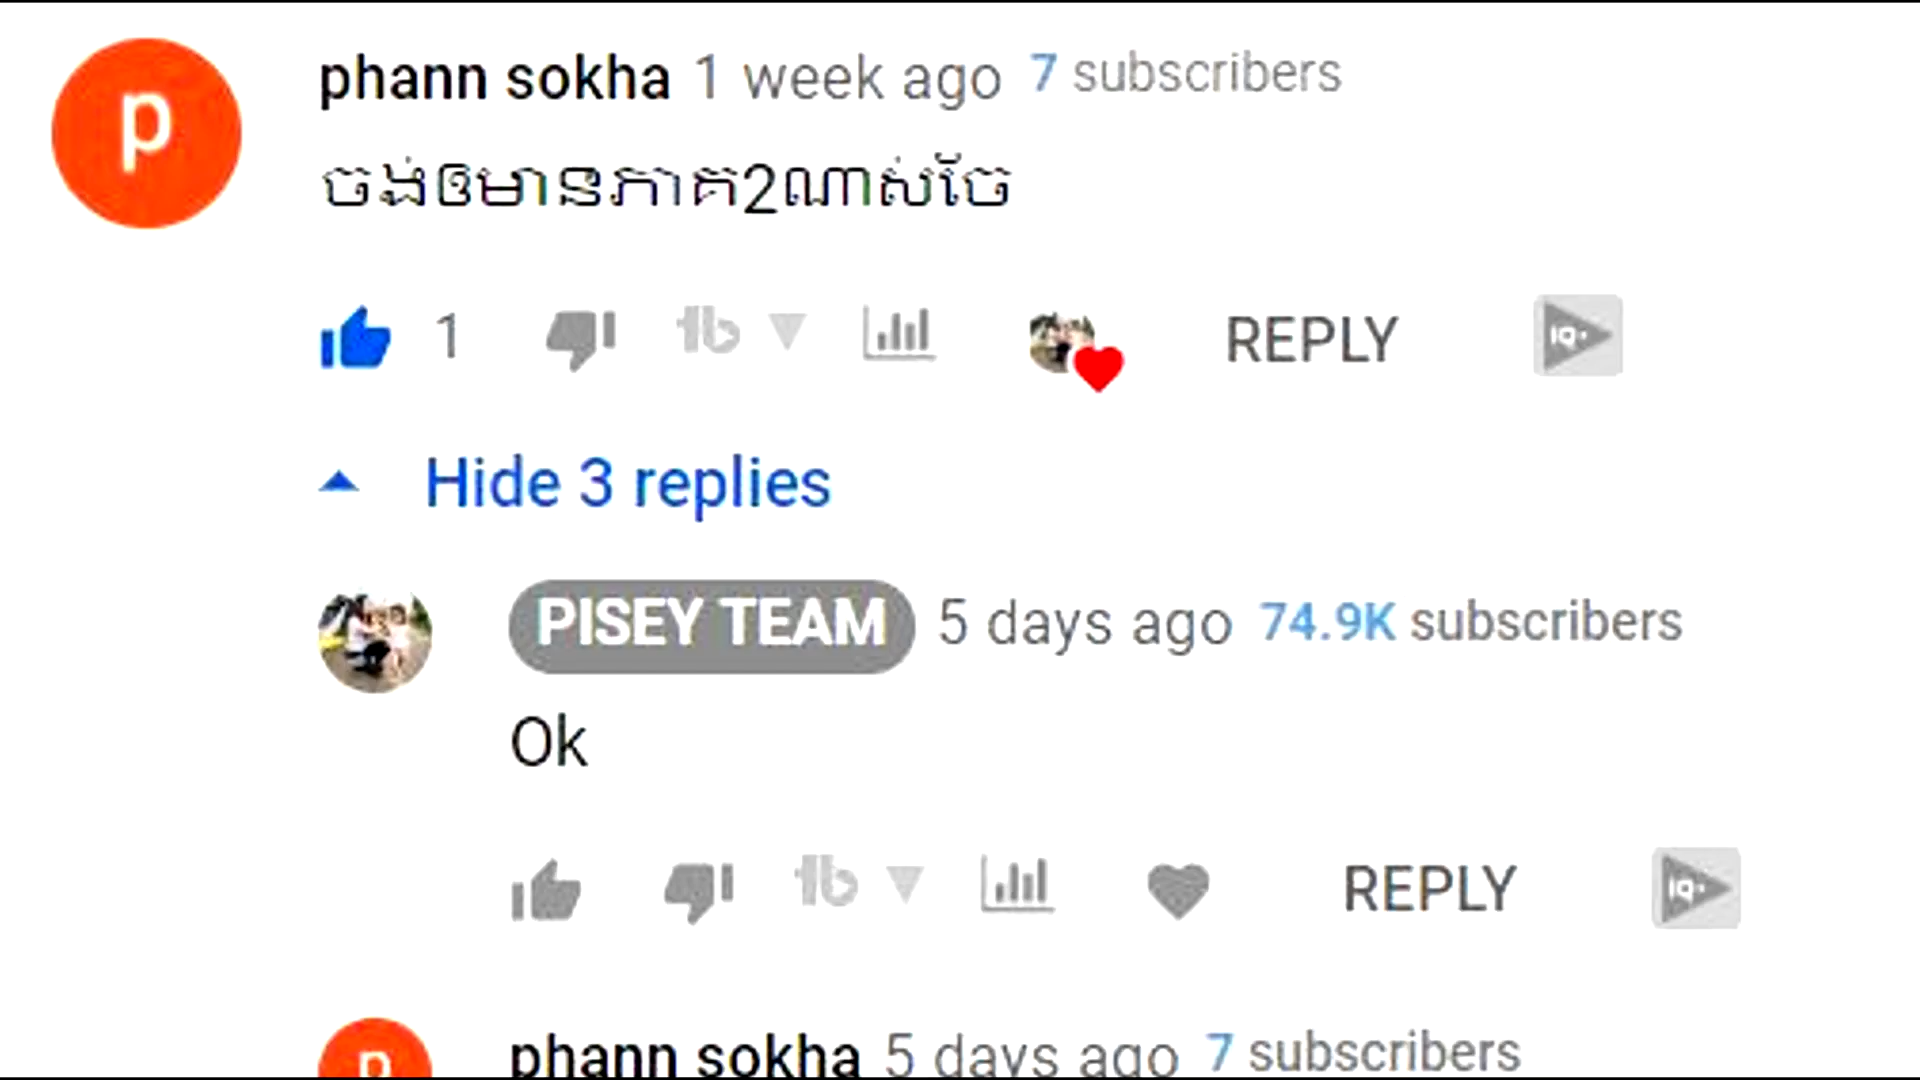 p
phann sokha 1 week ago 7 subscribers
ចង់ឲមានភាគ2ណាស់ចែ
1 REPLY
Hide 3 replies
PISEY TEAM 5 days ago 74.9K subscribers
Ok
REPLY
p
phann sokha 5 days ago 7 subscribers